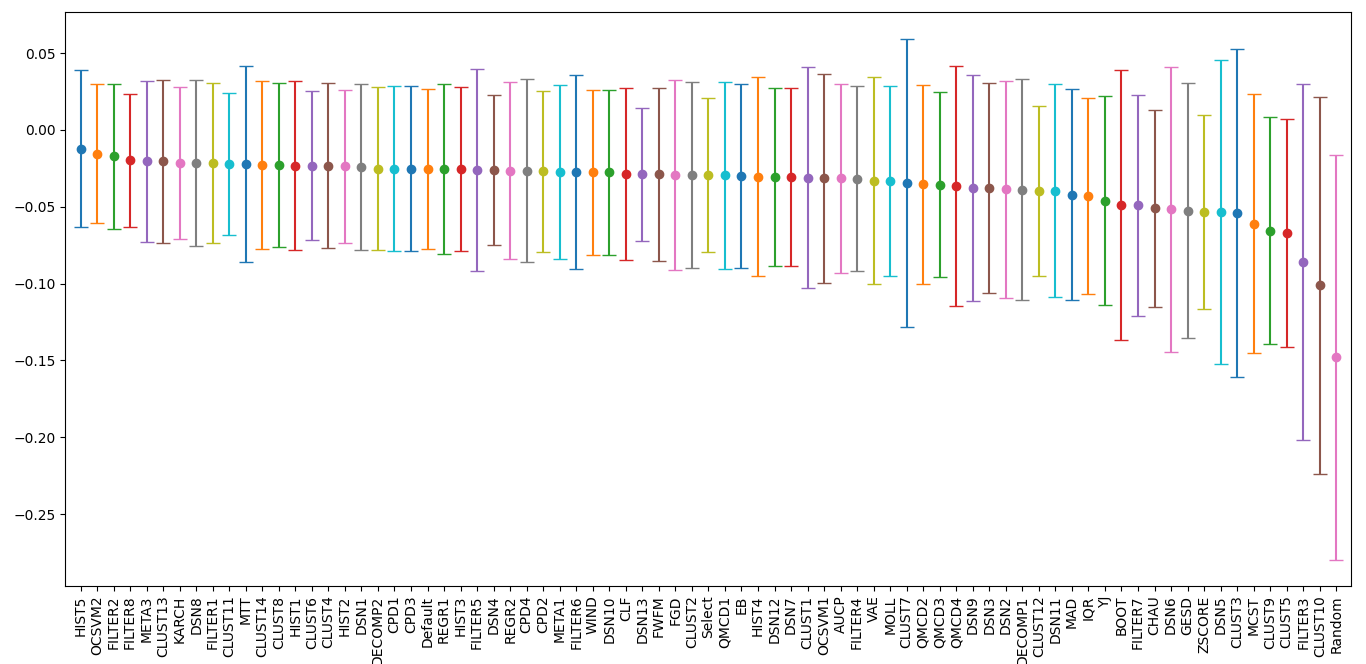 0.05
0.00
−0.05
−0.10
−0.15
−0.20
−0.25
HIST5
OCSVM2
FILTER2
FILTER8
META3
CLUST13
KARCH
DSN8
FILTER1
CLUST11
MTT
CLUST14
CLUST8
HIST1
CLUST6
CLUST4
HIST2
DSN1
DECOMP2
CPD1
CPD3
Default
REGR1
HIST3
FILTER5
DSN4
REGR2
CPD4
CPD2
META1
FILTER6
WIND
DSN10
CLF
DSN13
FWFM
FGD
CLUST2
Select
QMCD1
EB
HIST4
DSN12
DSN7
CLUST1
OCSVM1
AUCP
FILTER4
VAE
MOLL
CLUST7
QMCD2
QMCD3
QMCD4
DSN9
DSN3
DSN2
DECOMP1
CLUST12
DSN11
MAD
IQR
YJ
BOOT
FILTER7
CHAU
DSN6
GESD
ZSCORE
DSN5
CLUST3
MCST
CLUST9
CLUST5
FILTER3
CLUST10
Random